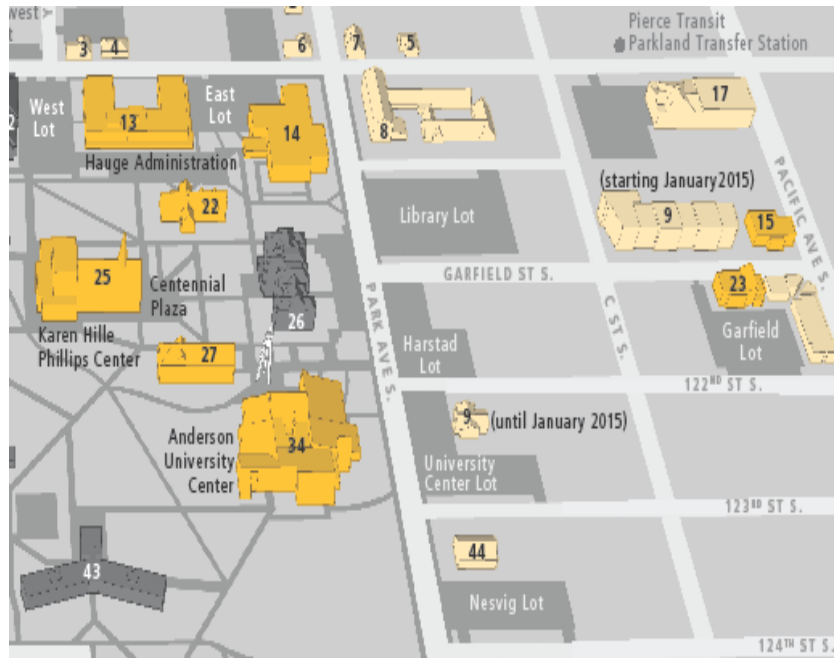 Pierce Transit
Parkland Transfer Station
3
4
6
7
5
West
Lot
13
East
Lot
14
8
17
Hauge Administration
(starting January2015)
22
Library Lot
9
15
PACIFIC AVE S.
25
Centennial
Plaza
GARFIELD ST S.
23
26
PARK AVE S.
C ST S.
Karen Hille
Phillips Center
27
Harstad
Lot
Garfield
Lot
122ND ST S.
9
(until January 2015)
Anderson
University
Center
34
University
Center Lot
123RD ST S.
43
44
Nesvig Lot
124TH ST S.